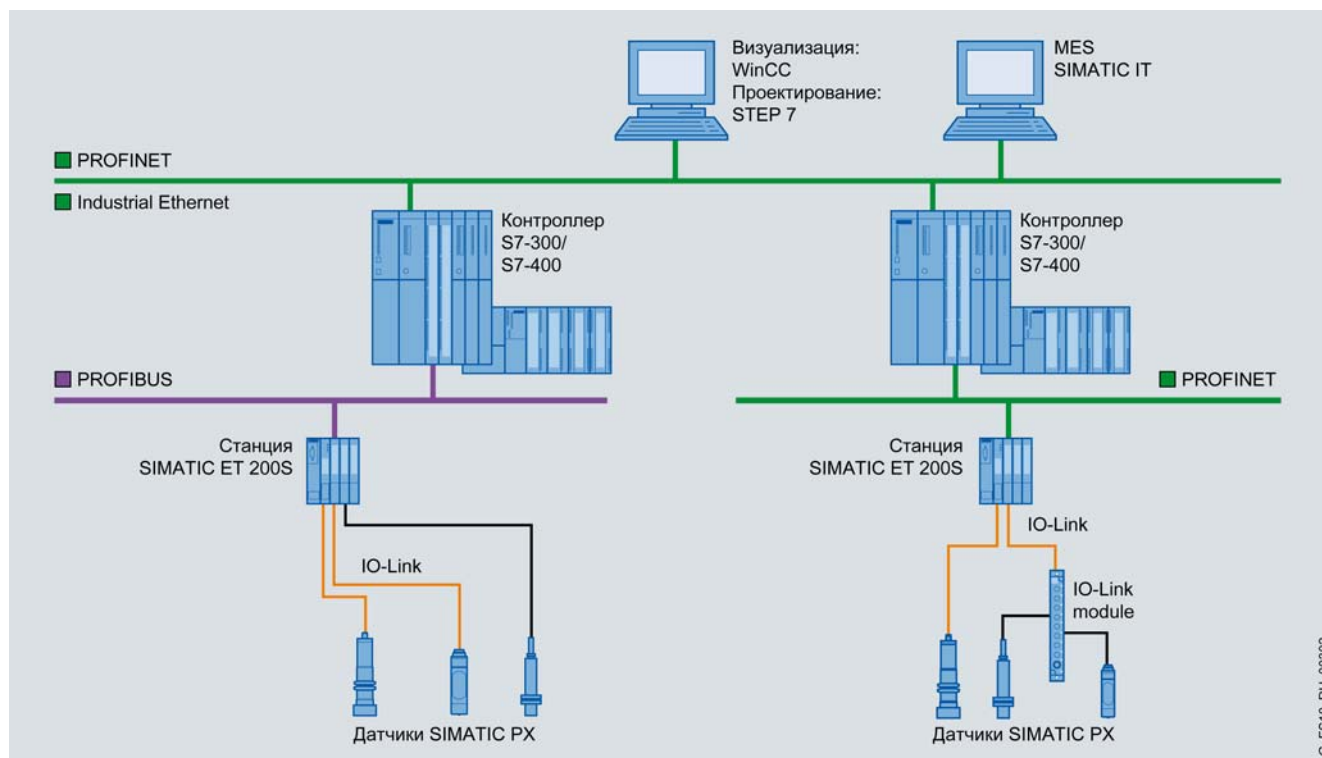 Визуализация:
WinCC
Проектирование:
STEP 7
MES
SIMATIC IT
PROFINET
Industrial Ethernet
Контроллер
S7-300/
S7-400
Контроллер
S7-300/
S7-400
PROFIBUS
PROFINET
Станция
SIMATIC ET 200S
Станция
SIMATIC ET 200S
IO-Link
IO-Link
IO-Link
module
Датчики SIMATIC PX
Датчики SIMATIC PX